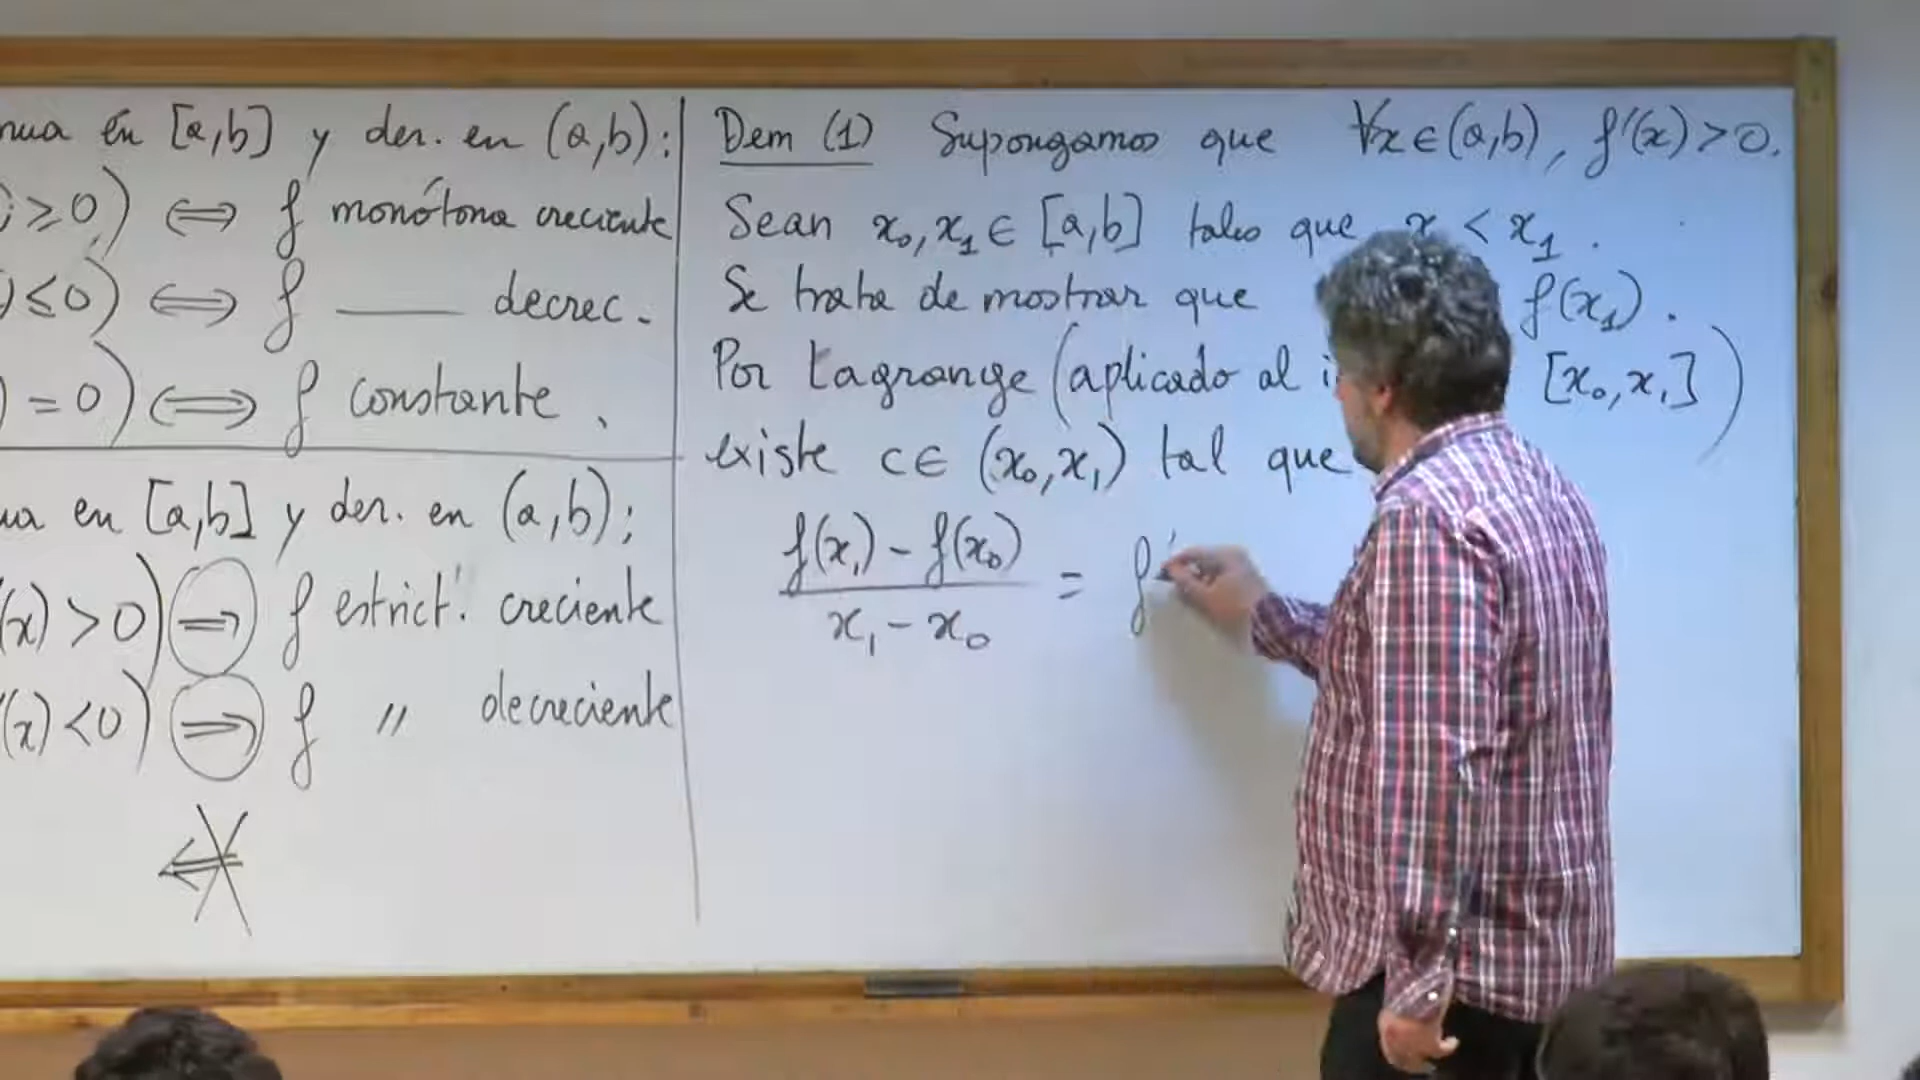 en [a,b] y der. en (a,b):
≥0) ⟺ f monótona creciente
≤0) ⟺ f —— decrec.
) =0) ⟺ f constante.
en [a,b] y der. en (a,b);
(x) >0) ⟹ f estrict. creciente
(x) <0) ⟹ f " decreciente
⇍
Dem (1) Supongamos que ∀x∈(a,b), f'(x)>0.
Sean x₀,x₁ ∈ [a,b] tales que x < x₁.
Se trata de mostrar que f(x₁).
Por Lagrange (aplicado al [x₀,x₁])
existe c∈ (x₀,x₁) tal que
f(x₁) - f(x₀)
x₁ - x₀
= f'